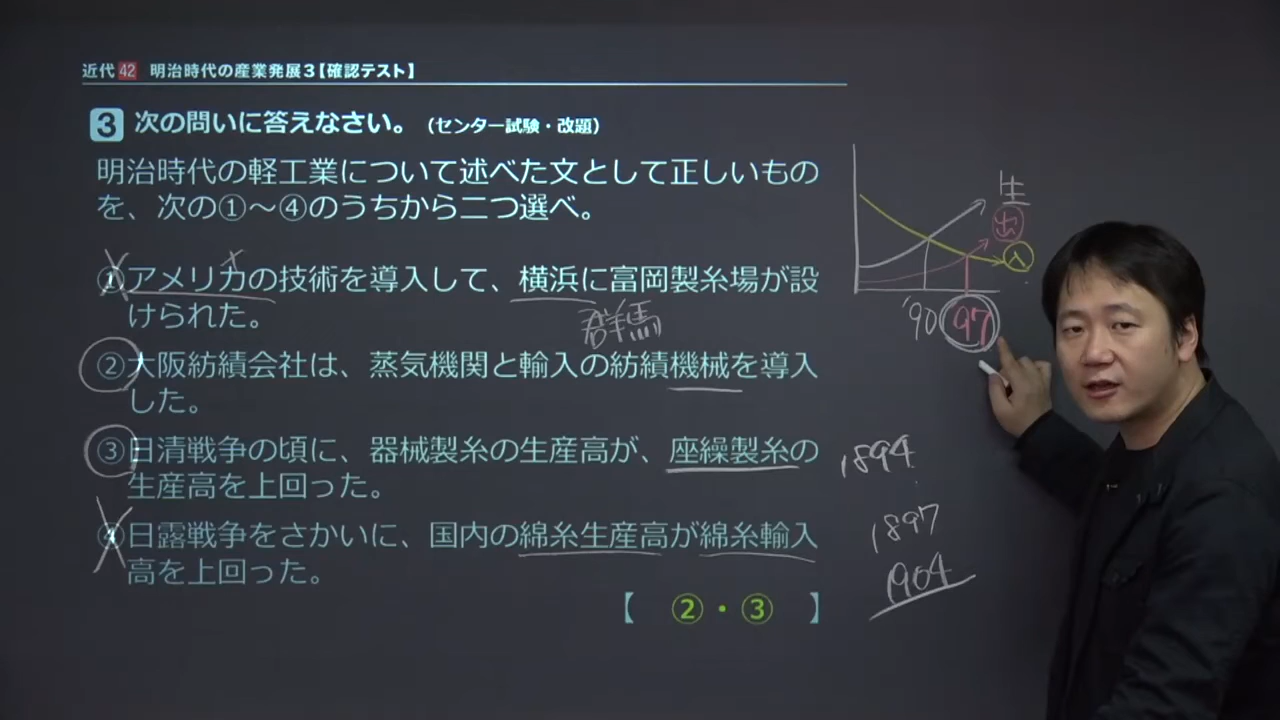 近代42 明治時代の産業発展3【確認テスト】
3 次の問いに答えなさい。(センター試験・改題)
明治時代の軽工業について述べた文として正しいもの
を、次の①～④のうちから二つ選べ。
①アメリカの技術を導入して、横浜に富岡製糸場が設
けられた。
群馬
②大阪紡績会社は、蒸気機関と輸入の紡績機械を導入
した。
③日清戦争の頃に、器械製糸の生産高が、座繰製糸の
生産高を上回った。
④日露戦争をさかいに、国内の綿糸生産高が綿糸輸入
高を上回った。
【 ②・③ 】
生
出
入
'90 97
1894
1897
1904